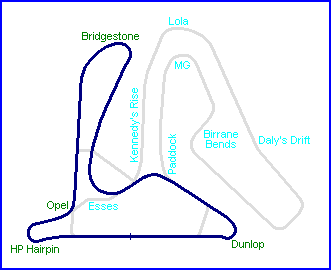 Lola
Bridgestone
MG
Kennedy's Rise
Paddock
Birrane
Bends
Daly's Drift
Opel
Esses
HP Hairpin
Dunlop